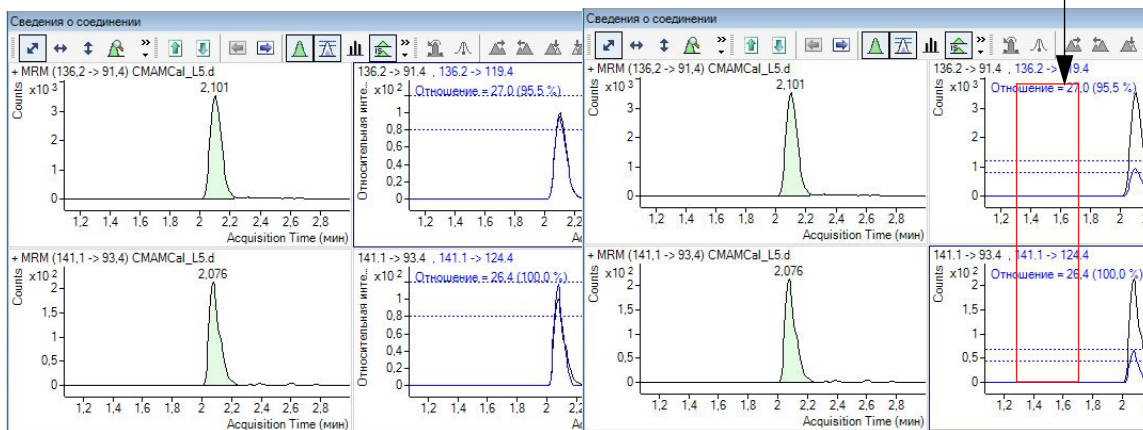 Сведения о соединении
+ MRM (136,2 -> 91,4) CMAMCal_L5.d
Counts
x10 3
2,101
3
2
1
0
1,2 1,4 1,6 1,8 2 2,2 2,4 2,6 2,8
Acquisition Time (мин)
136.2 -> 91.4 , 136.2 -> 119.4
Относительная инте..
x10 2
Отношение = 27,0 (95,5 %)
1
0,8
0,6
0,4
0,2
1,2 1,4 1,6 1,8 2 2,2
Ac
+ MRM (141,1 -> 93,4) CMAMCal_L5.d
Counts
x10 2
2,076
2
1,5
1
0,5
0
1,2 1,4 1,6 1,8 2 2,2 2,4 2,6 2,8
Acquisition Time (мин)
141.1 -> 93.4 , 141.1 -> 124.4
Относительная инте..
x10 2
Отношение = 26,4 (100,0 %)
1
0,8
0,6
0,4
0,2
0
1,2 1,4 1,6 1,8 2 2,2
Ac
Сведения о соединении
+ MRM (136,2 -> 91,4) CMAMCal_L5.d
Counts
x10 3
2,101
3
2
1
0
1,2 1,4 1,6 1,8 2 2,2 2,4 2,6 2,8
Acquisition Time (мин)
136.2 -> 91.4 , 136.2 -> 119.4
Counts
x10 3
Отношение = 27,0 (95,5 %)
3
2
1
0
1,2 1,4 1,6 1,8 2
+ MRM (141,1 -> 93,4) CMAMCal_L5.d
Counts
x10 2
2,076
2
1,5
1
0,5
0
1,2 1,4 1,6 1,8 2 2,2 2,4 2,6 2,8
Acquisition Time (мин)
141.1 -> 93.4 , 141.1 -> 124.4
Counts
x10 2
Отношение = 26,4 (100,0 %)
2
1,5
1
0,5
0
1,2 1,4 1,6 1,8 2